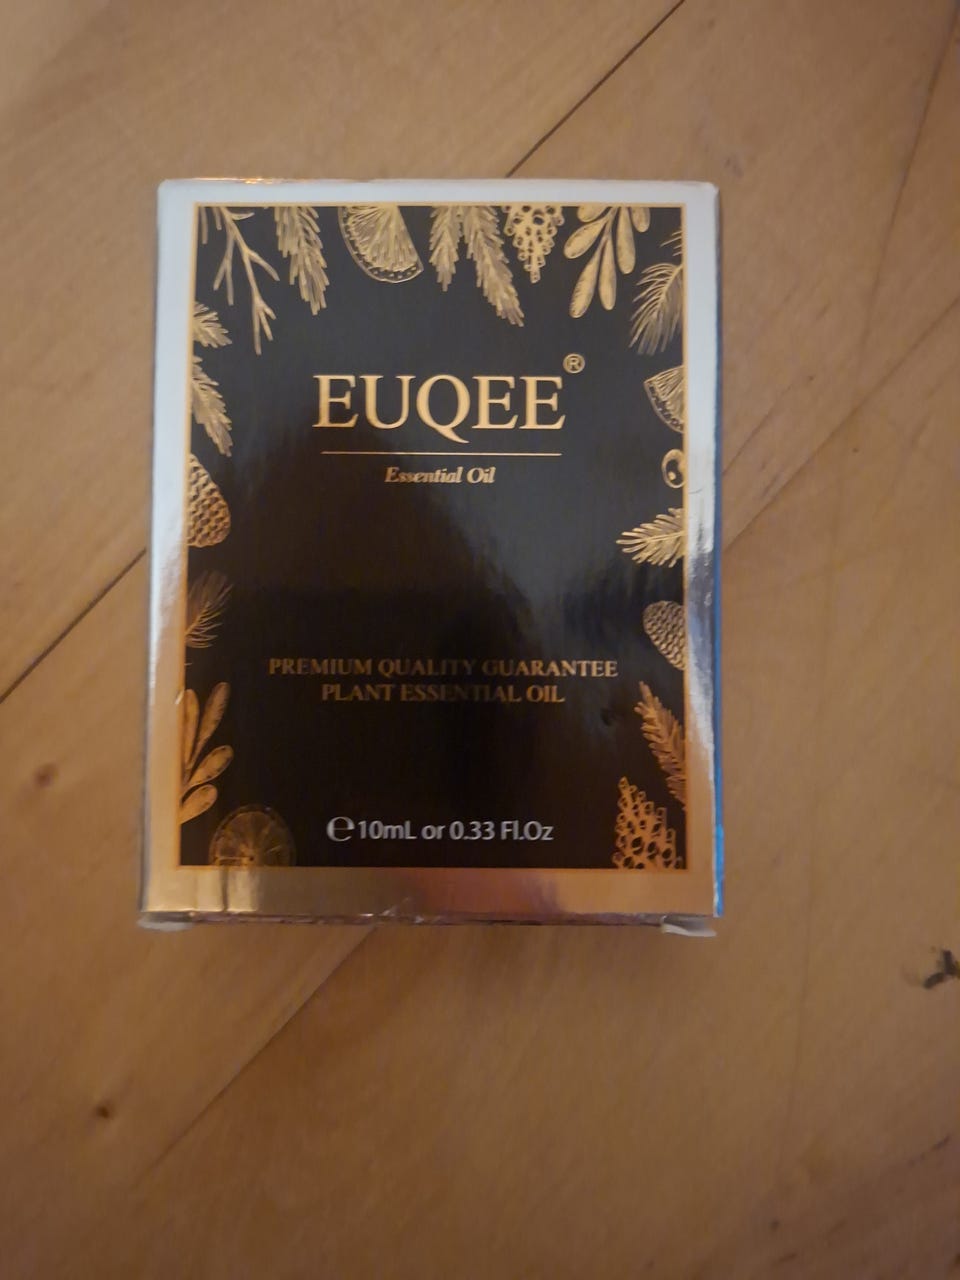 EUQEE®
Essential Oil
PREMIUM QUALITY GUARANTEE
PLANT ESSENTIAL OIL
℮10mL or 0.33 Fl.Oz